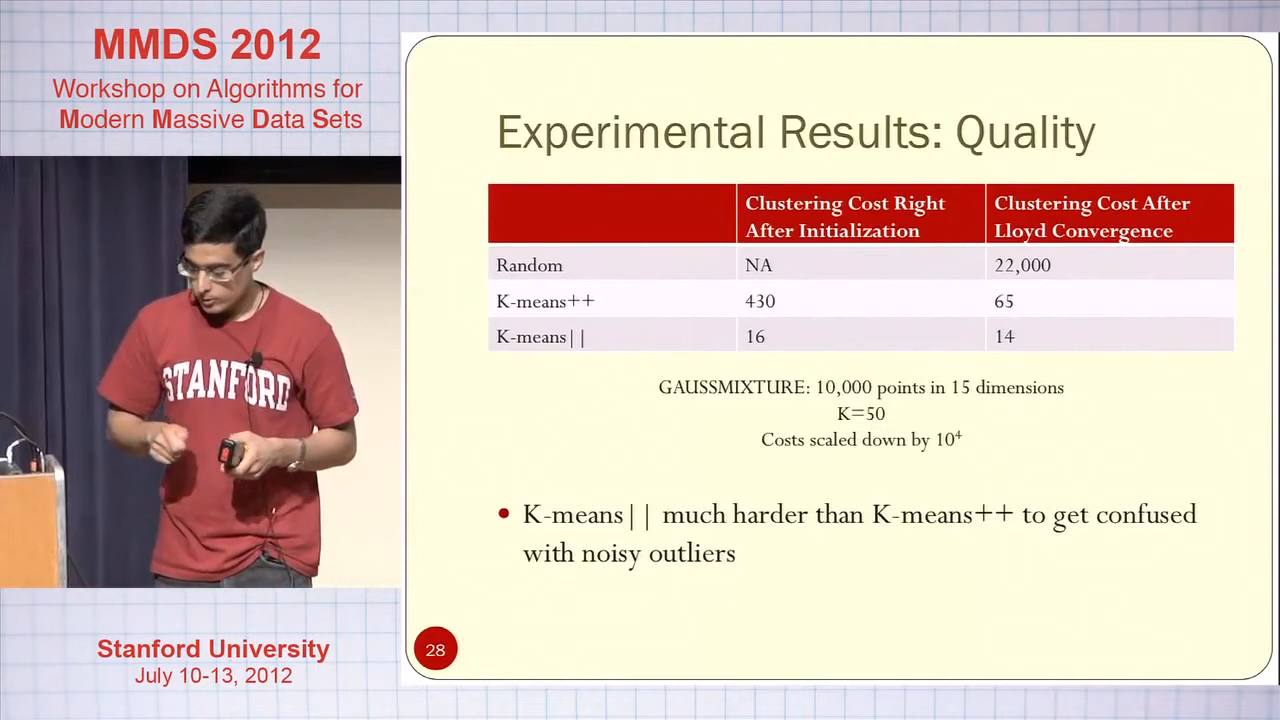 MMDS 2012
Workshop on Algorithms for
Modern Massive Data Sets
STANFORD
Stanford University
July 10-13, 2012
Experimental Results: Quality
Clustering Cost Right After Initialization
Clustering Cost After Lloyd Convergence
Random NA 22,000
K-means++ 430 65
K-means|| 16 14
GAUSSMIXTURE: 10,000 points in 15 dimensions
K=50
Costs scaled down by 10⁴
• K-means|| much harder than K-means++ to get confused
with noisy outliers
28